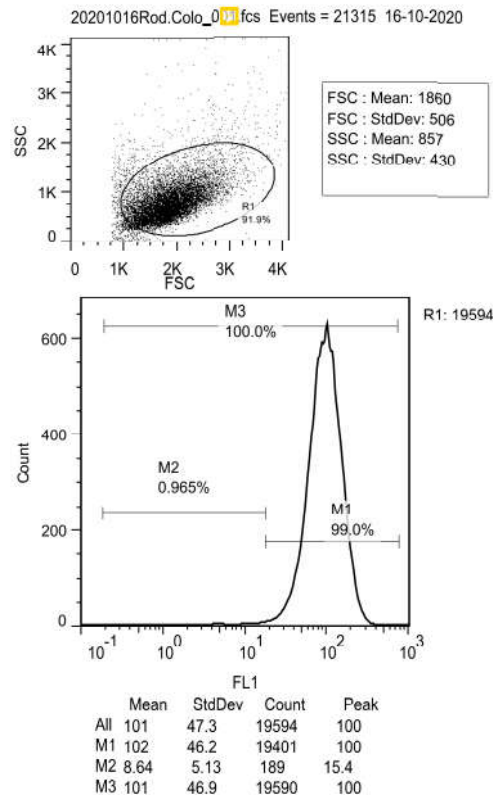 20201016Rod.Colo_0 .fcs Events = 21315 16-10-2020
4K
3K
2K
1K
0
SSC
R1
91.9%
0 1K 2K 3K 4K
FSC
FSC : Mean: 1860
FSC : StdDev: 506
SSC : Mean: 857
SSC : StdDev: 430
R1: 19594
M3
100.0%
M2
0.965%
M1
99.0%
600
400
200
0
Count
10-1 100 101 102 103
FL1
Mean StdDev Count Peak
All 101 47.3 19594 100
M1 102 46.2 19401 100
M2 8.64 5.13 189 15.4
M3 101 46.9 19590 100